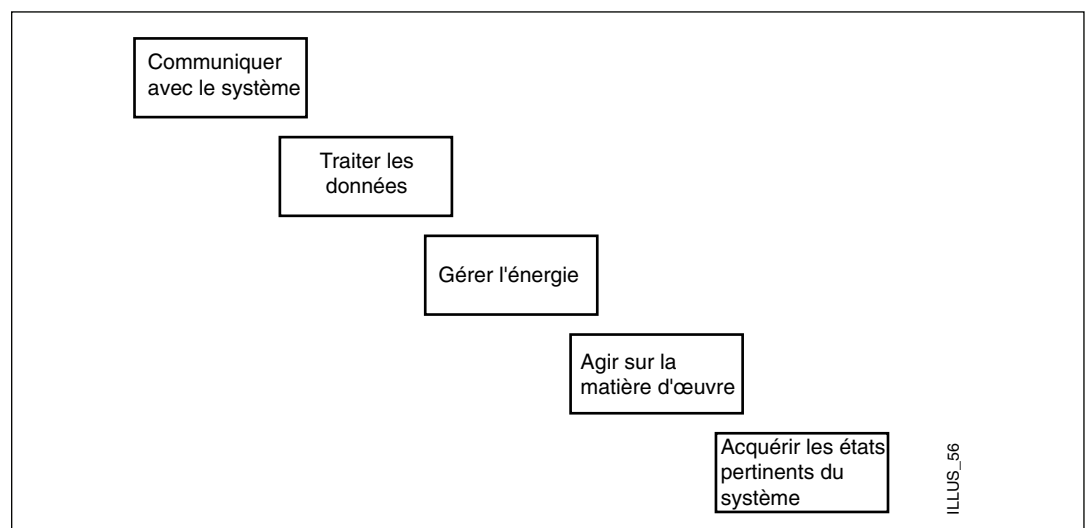 Communiquer
avec le système
Traiter les
données
Gérer l'énergie
Agir sur la
matière d'œuvre
Acquérir les états
pertinents du
système
ILLUS_56